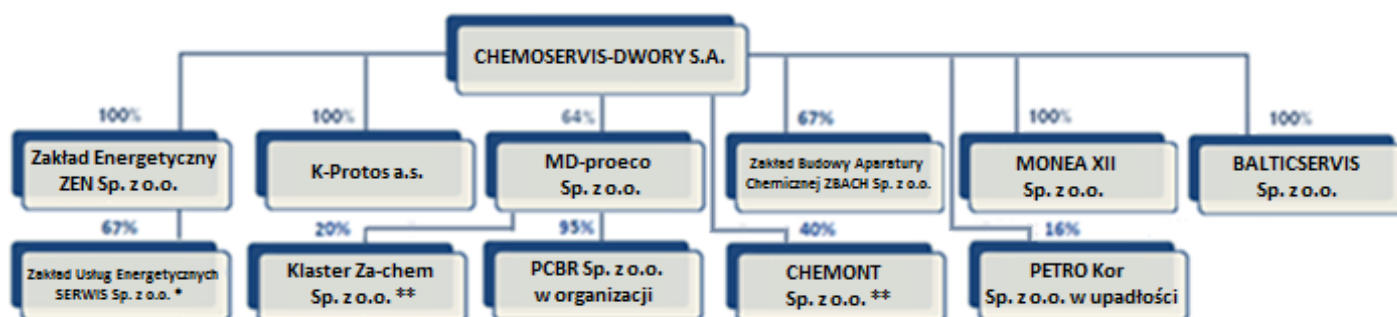 CHEMOSERVIS-DWORY S.A.
100%
100%
64%
67%
100%
100%
Zakład Energetyczny
ZEN Sp. z o.o.
K-Protos a.s.
MD-proeco
Sp. z o.o.
Zakład Budowy Aparatury
Chemicznej ZBACH Sp. z o.o.
MONEA XII
Sp. z o.o.
BALTICSERVIS
Sp. z o.o.
67%
20%
95%
40%
16%
Zakład Usług Energetycznych
SERWIS Sp. z o.o. *
Klaster Za-chem
Sp. z o.o. **
PCBR Sp. z o.o.
w organizacji
CHEMONT
Sp. z o.o. **
PETRO Kor
Sp. z o.o. w upadłości